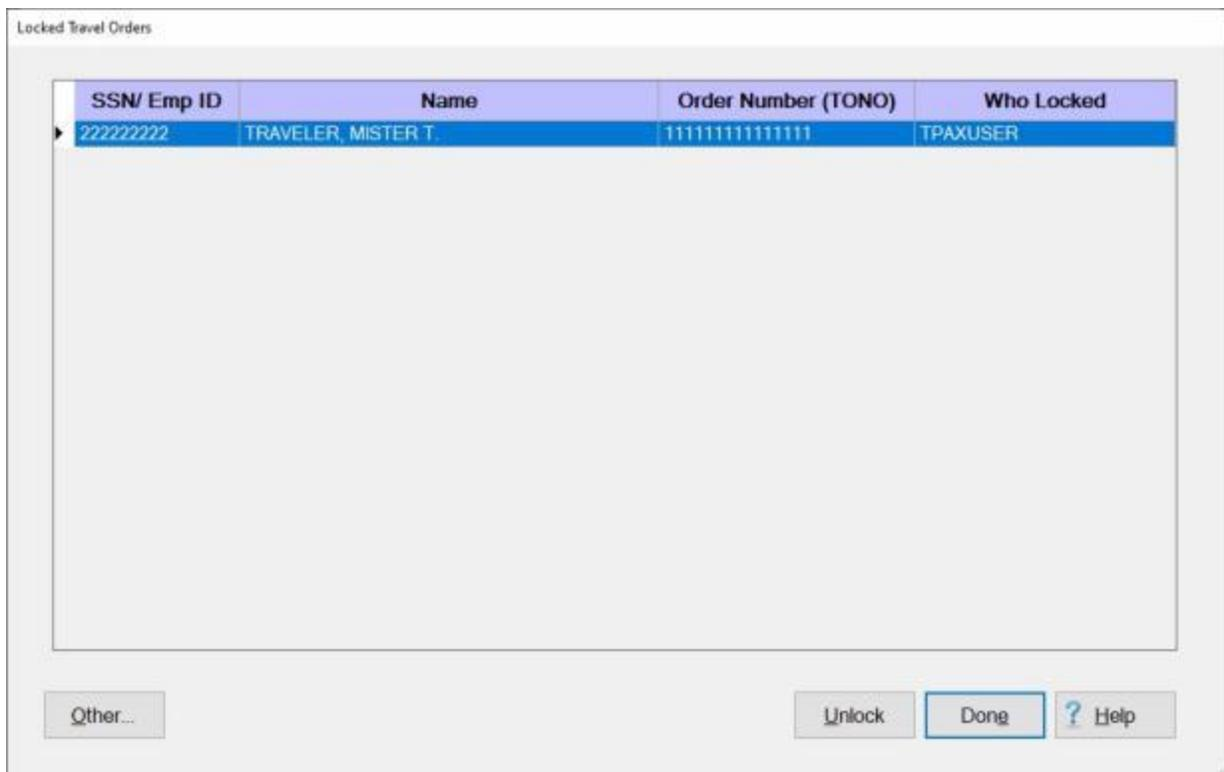 Locked Travel Orders
SSN/ Emp ID Name Order Number (TONO) Who Locked
222222222 TRAVELER, MISTER T. 111111111111111 TPAXUSER
Other... Unlock Done ? Help